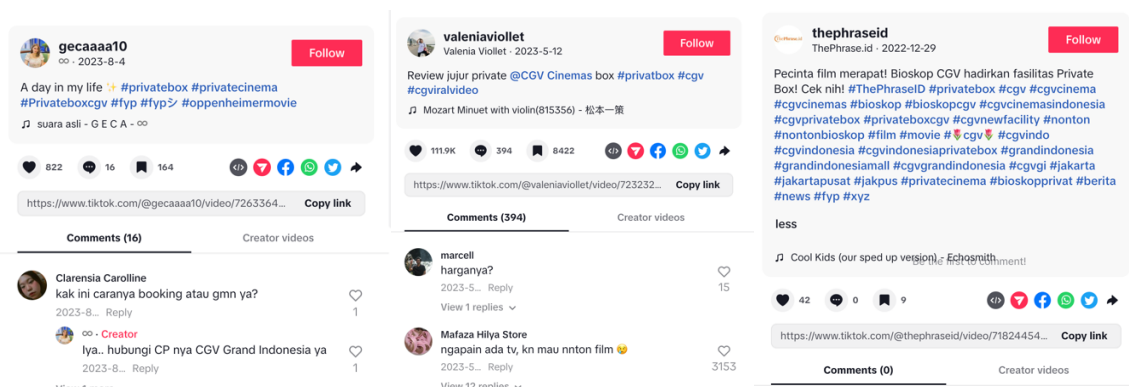 gecaaaa10
∞ · 2023-8-4
Follow
A day in my life ✨ #privatebox #privatecinema
#Privateboxcgv #fyp #fypシ #oppenheimermovie
♫ suara asli - G E C A - ∞
822
16
164
https://www.tiktok.com/@gecaaaa10/video/7263364...
Copy link
Comments (16)
Creator videos
Clarensia Carolline
kak ini caranya booking atau gmn ya?
2023-8... Reply
1
∞ · Creator
Iya.. hubungi CP nya CGV Grand Indonesia ya
2023-8... Reply
1
valeniaviollet
Valenia Viollet · 2023-5-12
Follow
Review jujur private @CGV Cinemas box #privatbox #cgv
#cgviralvideo
♫ Mozart Minuet with violin(815356) - 松本一策
111.9K
394
8422
https://www.tiktok.com/@valeniaviollet/video/723232...
Copy link
Comments (394)
Creator videos
marcell
harganya?
2023-5... Reply
15
View 1 replies
Mafaza Hilya Store
ngapain ada tv, kn mau nnton film 😆
2023-5... Reply
3153
View 12 replies
thephraseid
ThePhrase.id · 2022-12-29
Follow
Pecinta film merapat! Bioskop CGV hadirkan fasilitas Private
Box! Cek nih! #ThePhraseID #privatebox #cgv #cgvcinema
#cgvcinemas #bioskop #bioskopcgv #cgvcinemasindonesia
#cgvprivatebox #privateboxcgv #cgvnewfacility #nonton
#nontonbioskop #film #movie #🌷cgv🌷 #cgvindo
#cgvindonesia #cgvindonesiaprivatebox #grandindonesia
#grandindonesiamall #cgvgrandindonesia #cgvgi #jakarta
#jakartapusat #jakpus #privatecinema #bioskopprivat #berita
#news #fyp #xyz
less
♫ Cool Kids (our sped up version) - Echosmith
Be the first to comment!
42
0
9
https://www.tiktok.com/@thephraseid/video/71824454...
Copy link
Comments (0)
Creator videos